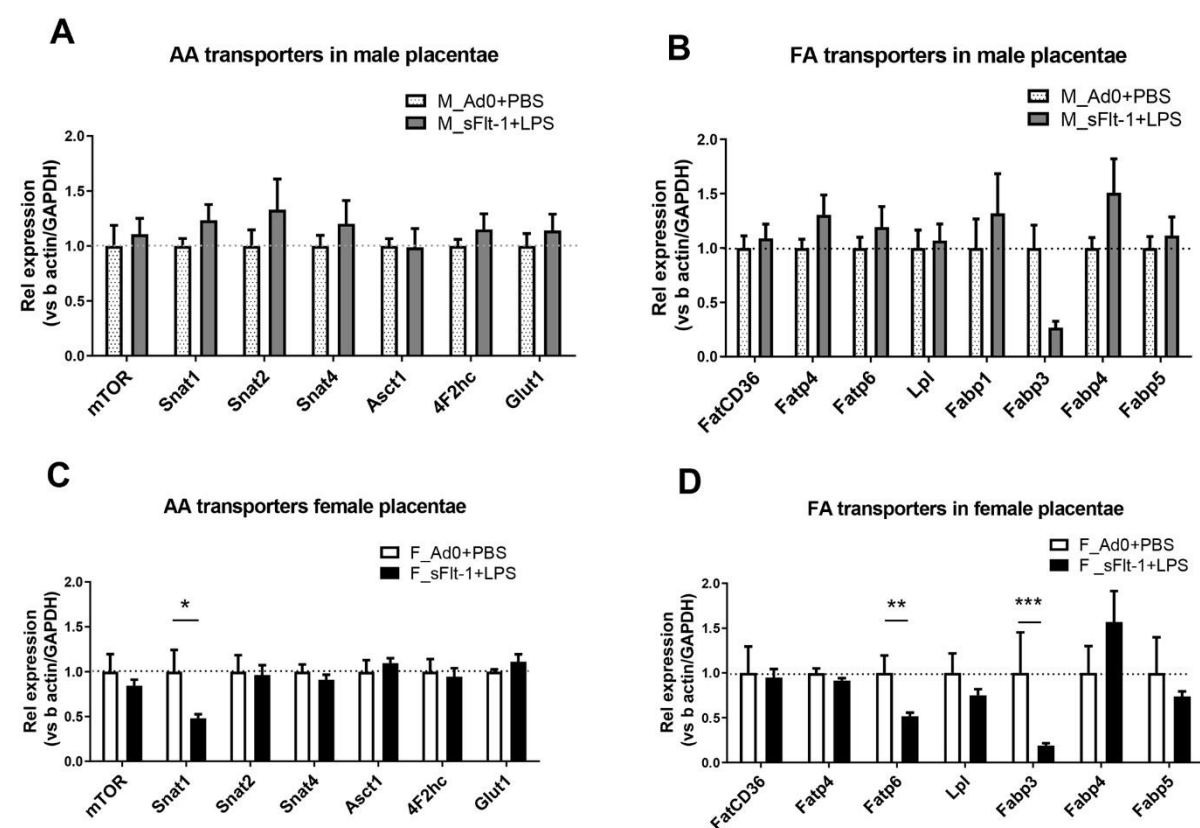 A
AA transporters in male placentae
M_Ad0+PBS
M_sFlt-1+LPS
Rel expression
(vs b actin/GAPDH)
2.0
1.5
1.0
0.5
0.0
mTOR
Snat1
Snat2
Snat4
Asct1
4F2hc
Glut1
B
FA transporters in male placentae
M_Ad0+PBS
M_sFlt-1+LPS
Rel expression
(vs b actin/GAPDH)
2.0
1.5
1.0
0.5
0.0
FatCD36
Fatp4
Fatp6
Lpl
Fabp1
Fabp3
Fabp4
Fabp5
C
AA transporters female placentae
F_Ad0+PBS
F_sFlt-1+LPS
Rel expression
(vs b actin/GAPDH)
2.0
1.5
1.0
0.5
0.0
*
mTOR
Snat1
Snat2
Snat4
Asct1
4F2hc
Glut1
D
FA transporters in female placentae
F_Ad0+PBS
F_sFlt-1+LPS
Rel expression
(vs b actin/GAPDH)
2.0
1.5
1.0
0.5
0.0
**
***
FatCD36
Fatp4
Fatp6
Lpl
Fabp3
Fabp4
Fabp5